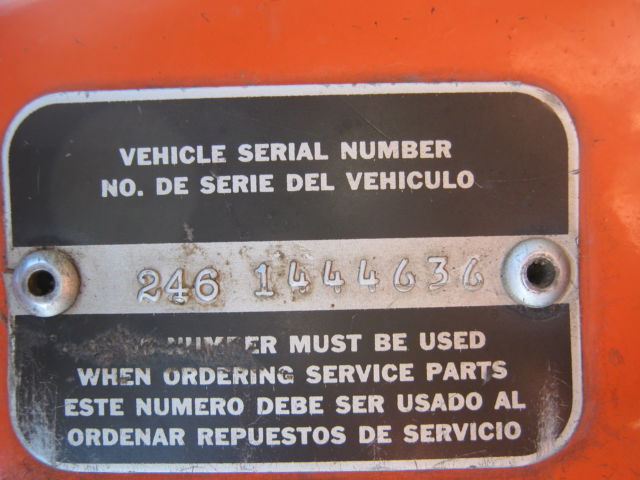 VEHICLE SERIAL NUMBER
NO. DE SERIE DEL VEHICULO
246 1444636
NUMBER MUST BE USED
WHEN ORDERING SERVICE PARTS
ESTE NUMERO DEBE SER USADO AL
ORDENAR REPUESTOS DE SERVICIO